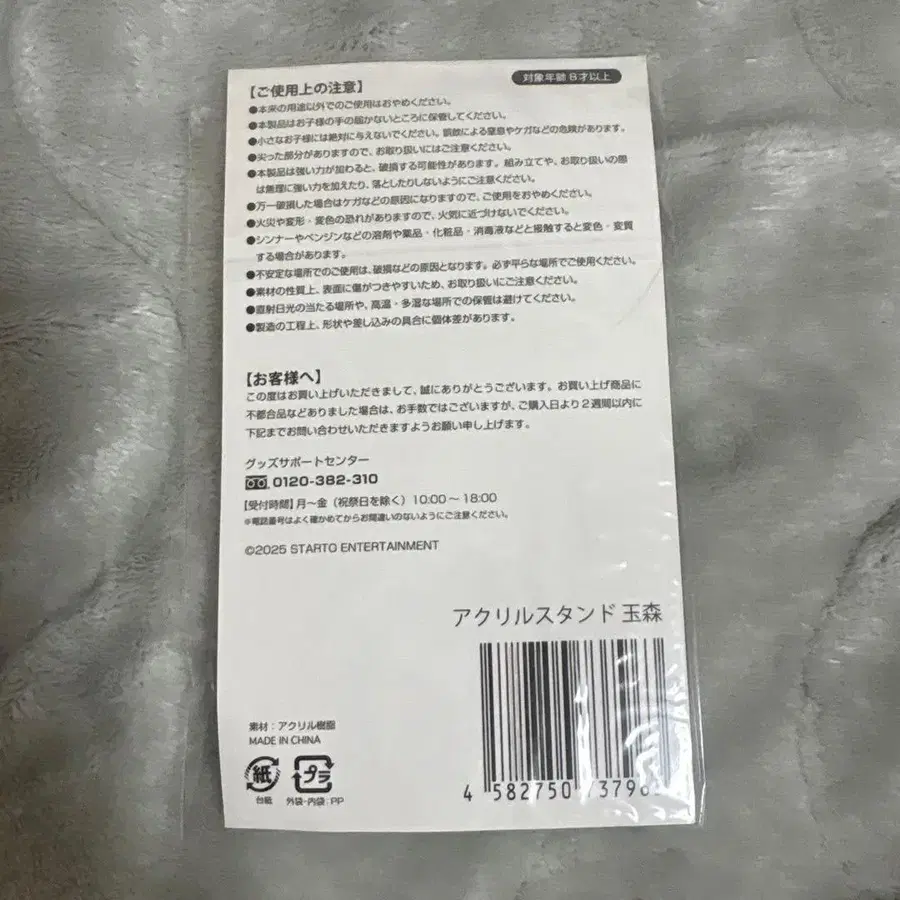 【ご使用上の注意】
対象年齢6才以上
●本来の用途以外でのご使用はおやめください。
●本製品はお子様の手の届かないところに保管してください。
●小さなお子様には絶対に与えないでください。誤飲による窒息やケガなどの危険があります。
●尖った部分がありますので、お取り扱いにはご注意ください。
●本製品は強い力が加わると、破損する可能性があります。組み立てや、お取り扱いの際
は無理に強い力を加えたり、落としたりしないようにご注意ください。
●万一破損した場合はケガなどの原因になりますので、ご使用をおやめください。
●火災や変形・変色の恐れがありますので、火気に近づけないでください。
●シンナーやベンジンなどの溶剤や薬品・化粧品・消毒液などと接触すると変色・変質
する場合があります。
●不安定な場所でのご使用は、破損などの原因となります。必ず平らな場所でご使用ください。
●素材の性質上、表面に傷がつきやすいため、お取り扱いにご注意ください。
●直射日光の当たる場所や、高温・多湿な場所での保管は避けてください。
●製造の工程上、形状や差し込みの具合に個体差があります。
【お客様へ】
この度はお買い上げいただきまして、誠にありがとうございます。お買い上げ商品に
不都合品などありました場合は、お手数ではございますが、ご購入日より2週間以内に
下記までお問い合わせいただきますようお願い申し上げます。
グッズサポートセンター
0120-382-310
【受付時間】月〜金（祝祭日を除く）10:00〜18:00
※電話番号はよく確かめてからお間違いのないようにご注意ください。
©2025 STARTO ENTERTAINMENT
アクリルスタンド 玉森
素材：アクリル樹脂
MADE IN CHINA
紙
プラ
台紙
外袋・内袋：PP
4 582750